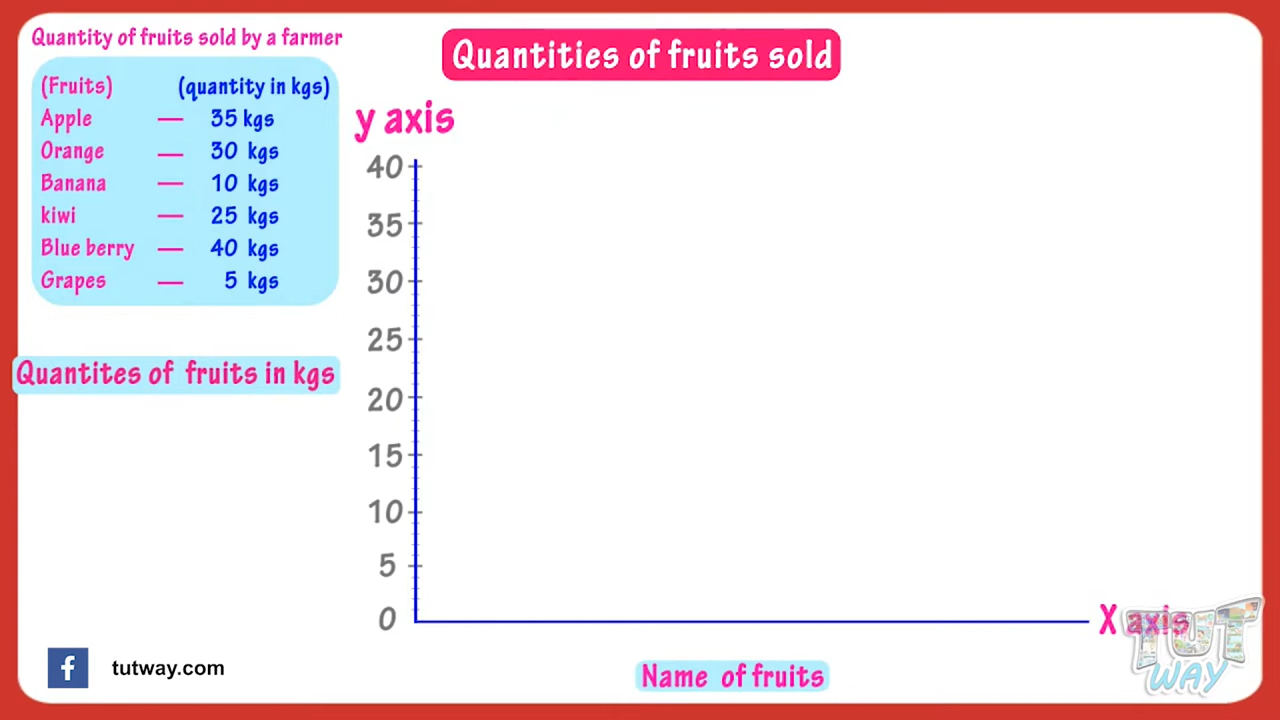 Quantity of fruits sold by a farmer
Quantities of fruits sold
(Fruits) (quantity in kgs)
Apple — 35 kgs
Orange — 30 kgs
Banana — 10 kgs
kiwi — 25 kgs
Blue berry — 40 kgs
Grapes — 5 kgs
Quantites of fruits in kgs
y axis
40
35
30
25
20
15
10
5
0
X axis
Name of fruits
f tutway.com
TUT
WAY